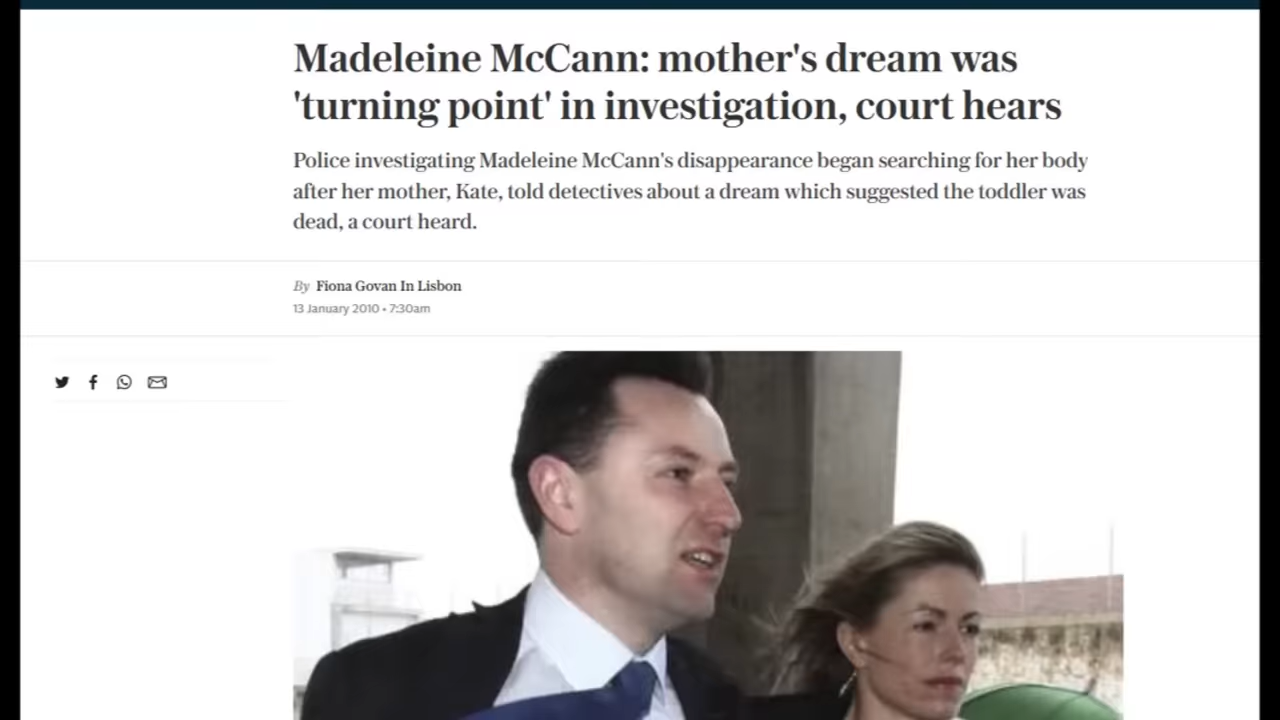 Madeleine McCann: mother's dream was
'turning point' in investigation, court hears
Police investigating Madeleine McCann's disappearance began searching for her body
after her mother, Kate, told detectives about a dream which suggested the toddler was
dead, a court heard.
By Fiona Govan In Lisbon
13 January 2010 • 7:30am